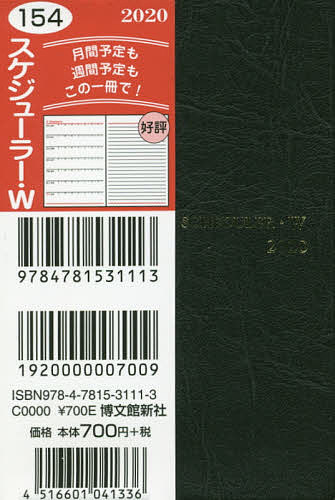 154
2020
スケジューラー・W
月間予定も
週間予定も
この一冊で!
好評
9784781531113
1920000007009
ISBN978-4-7815-3111-3
C0000 ¥700E 博文館新社
価格 本体700円+税
4516601041336
SCHEDULER・W
2020